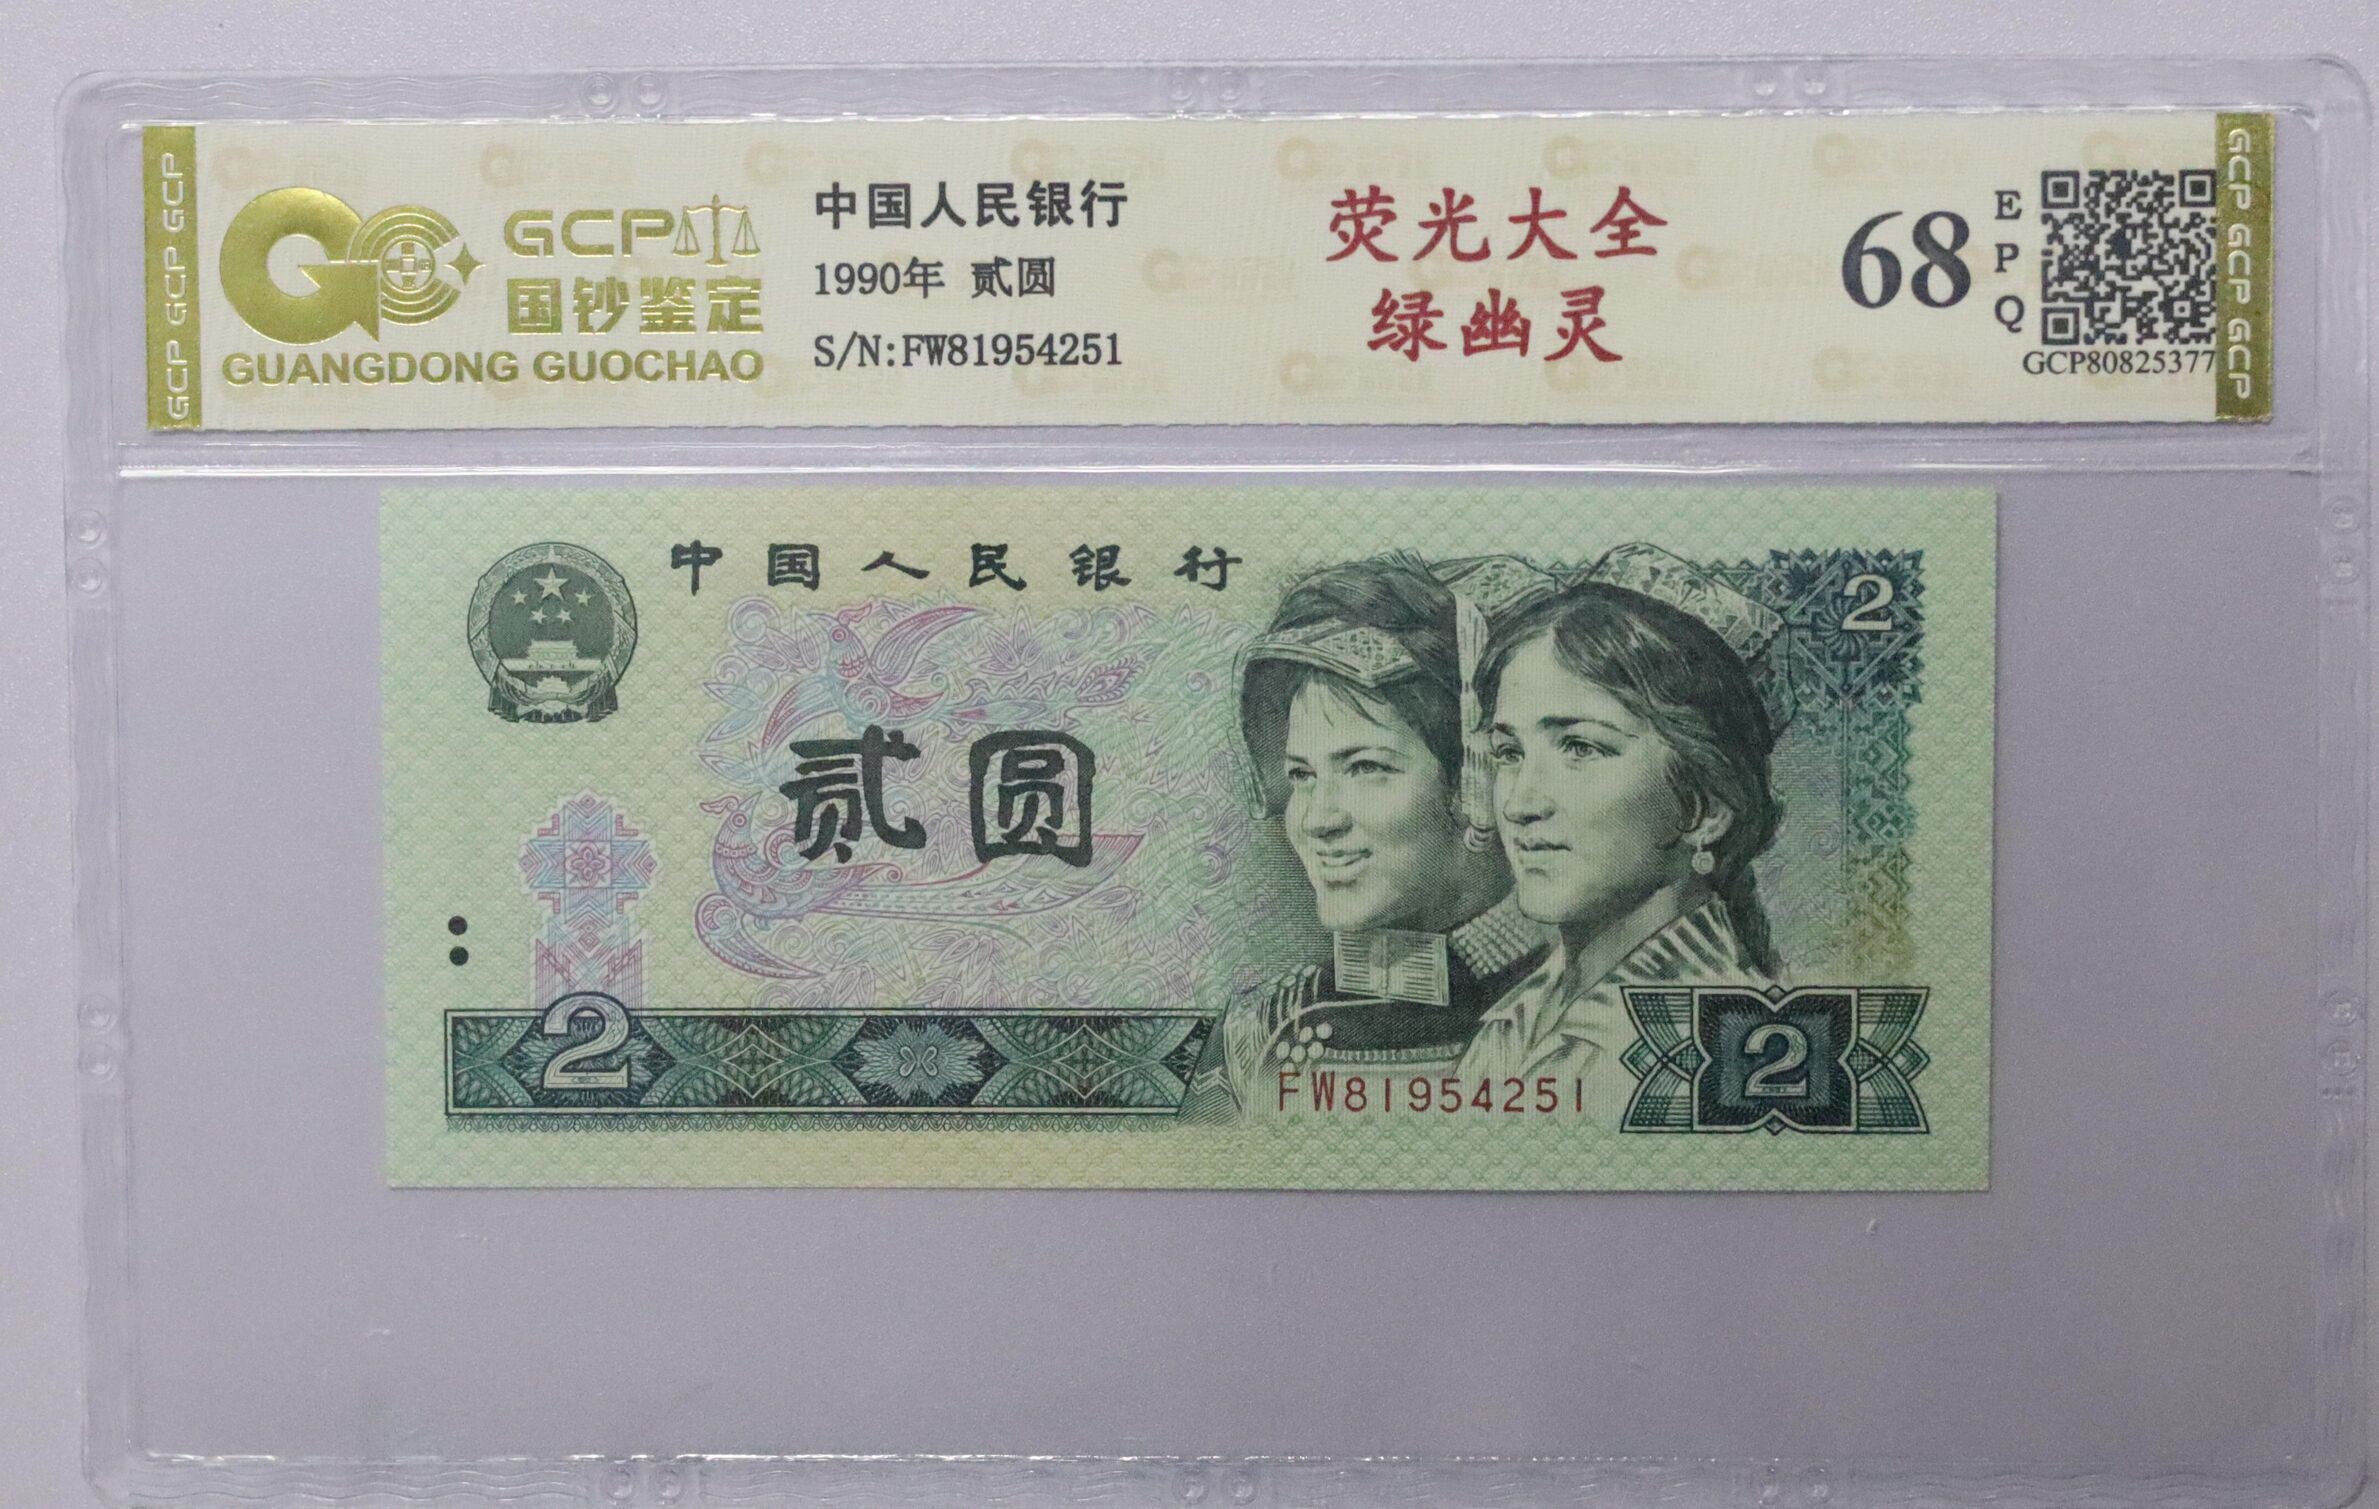 GCP GCP GCP
GCP
国钞鉴定
GUANGDONG GUOCHAO
中国人民银行
1990年 贰圆
S/N:FW81954251
荧光大全
绿幽灵
68
E
P
Q
GCP80825377
GCP GCP GCP
中国人民银行
2
贰圆
2
FW81954251
2